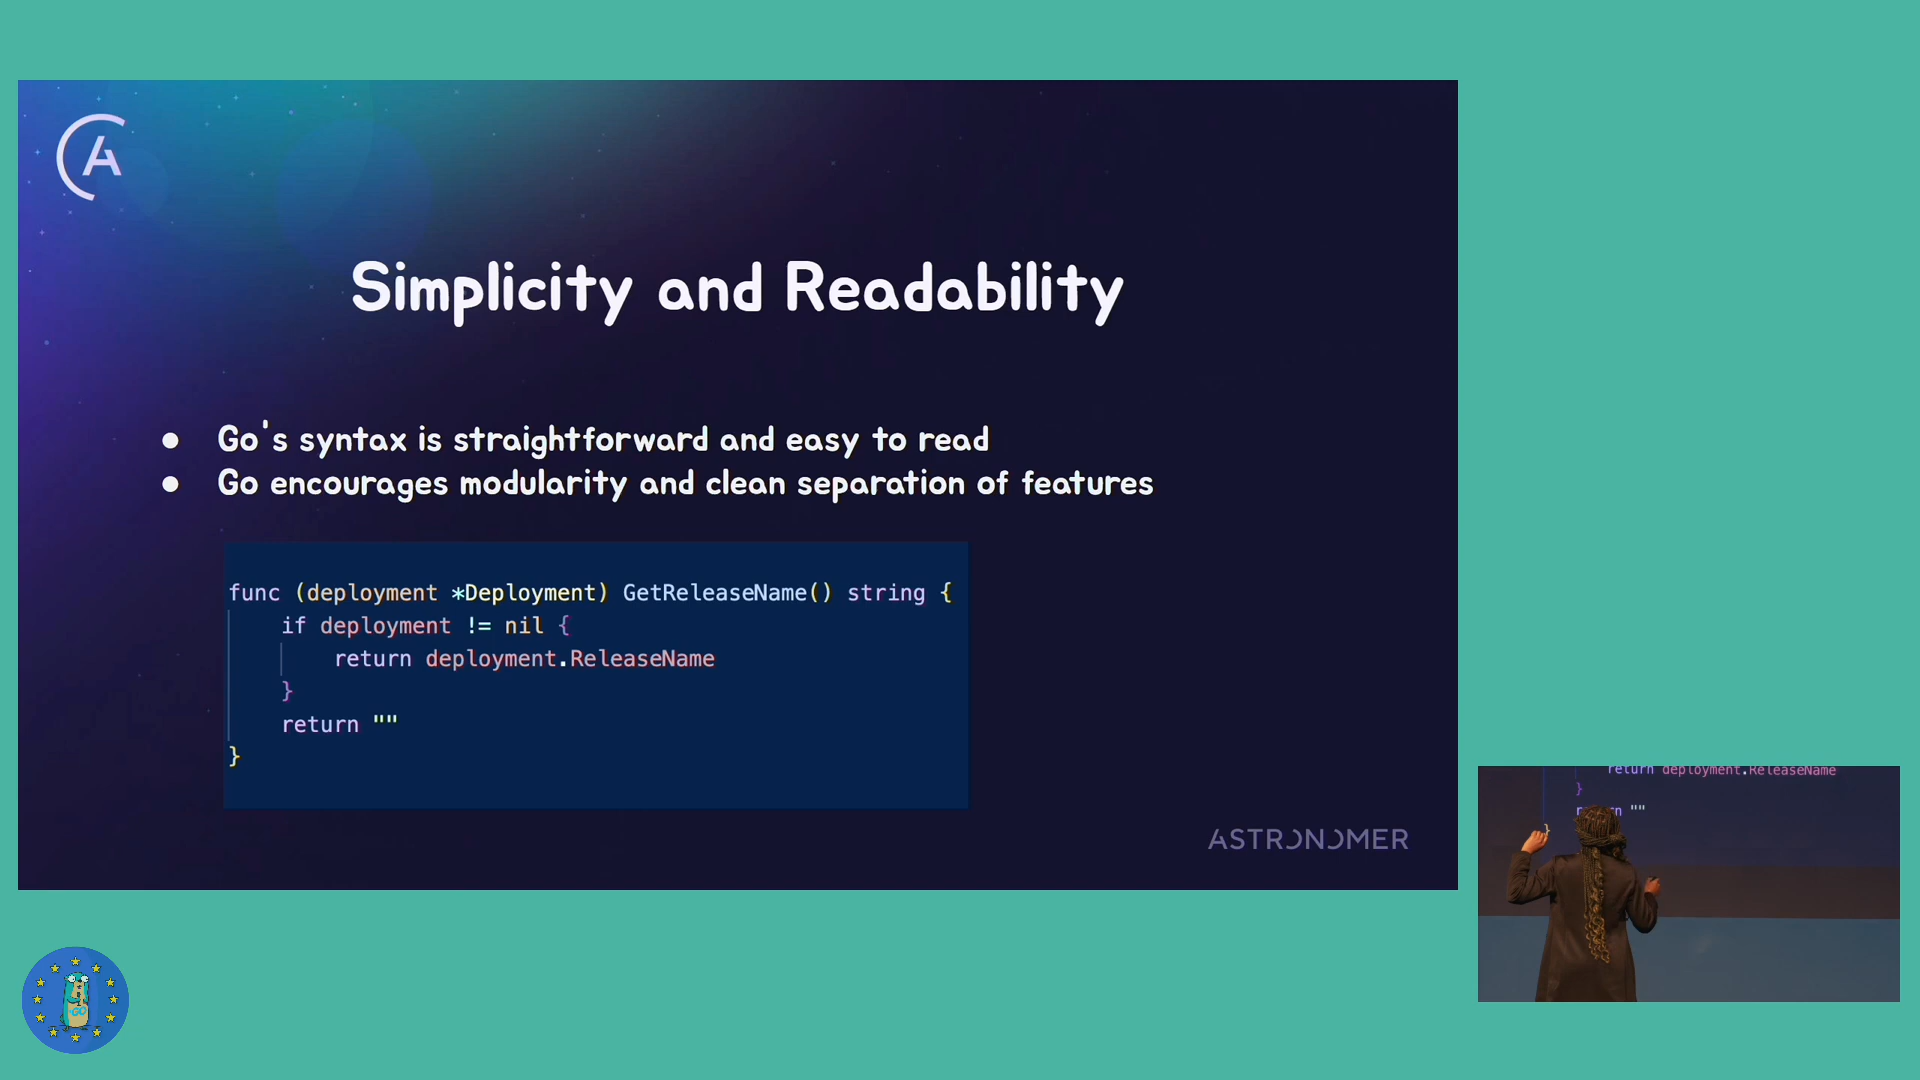 Simplicity and Readability
● Go's syntax is straightforward and easy to read
● Go encourages modularity and clean separation of features
func (deployment *Deployment) GetReleaseName() string {
if deployment != nil {
return deployment.ReleaseName
}
return ""
}
ASTRONOMER
return deployment.ReleaseName
}
""
}
GO